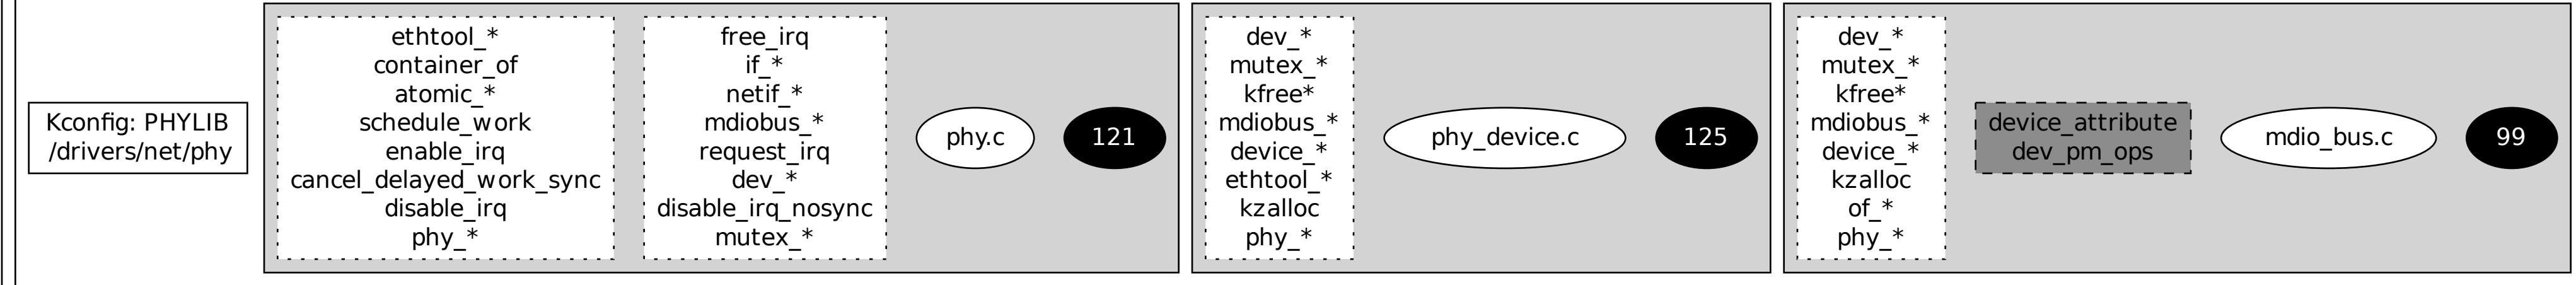 Kconfig: PHYLIB
/drivers/net/phy
ethtool_*
container_of
atomic_*
schedule_work
enable_irq
cancel_delayed_work_sync
disable_irq
phy_*
free_irq
if_*
netif_*
mdiobus_*
request_irq
dev_*
disable_irq_nosync
mutex_*
phy.c
121
dev_*
mutex_*
kfree*
mdiobus_*
device_*
ethtool_*
kzalloc
phy_*
phy_device.c
125
dev_*
mutex_*
kfree*
mdiobus_*
device_*
kzalloc
of_*
phy_*
device_attribute
dev_pm_ops
mdio_bus.c
99